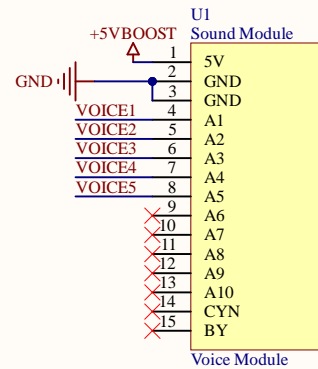 U1
Sound Module
+5VBOOST
1 5V
GND 2 GND
3 GND
VOICE1 4 A1
VOICE2 5 A2
VOICE3 6 A3
VOICE4 7 A4
VOICE5 8 A5
9 A6
10 A7
11 A8
12 A9
13 A10
14 CYN
15 BY
Voice Module